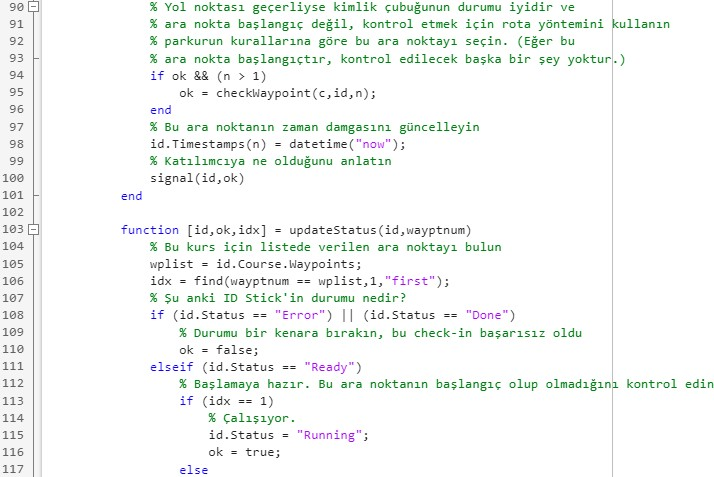 90 % Yol noktası geçerliyse kimlik çubuğunun durumu iyidir ve
91 % ara nokta başlangıç değil, kontrol etmek için rota yöntemini kullanın
92 % parkurun kurallarına göre bu ara noktayı seçin. (Eğer bu
93 % ara nokta başlangıçtır, kontrol edilecek başka bir şey yoktur.)
94 if ok && (n > 1)
95 ok = checkWaypoint(c,id,n);
96 end
97 % Bu ara noktanın zaman damgasını güncelleyin
98 id.Timestamps(n) = datetime("now");
99 % Katılımcıya ne olduğunu anlatın
100 signal(id,ok)
101 end
102
103 function [id,ok,idx] = updateStatus(id,wayptnum)
104 % Bu kurs için listede verilen ara noktayı bulun
105 wplist = id.Course.Waypoints;
106 idx = find(wayptnum == wplist,1,"first");
107 % Şu anki ID Stick'in durumu nedir?
108 if (id.Status == "Error") || (id.Status == "Done")
109 % Durumu bir kenara bırakın, bu check-in başarısız oldu
110 ok = false;
111 elseif (id.Status == "Ready")
112 % Başlamaya hazır. Bu ara noktanın başlangıç olup olmadığını kontrol edin
113 if (idx == 1)
114 % Çalışıyor.
115 id.Status = "Running";
116 ok = true;
117 else